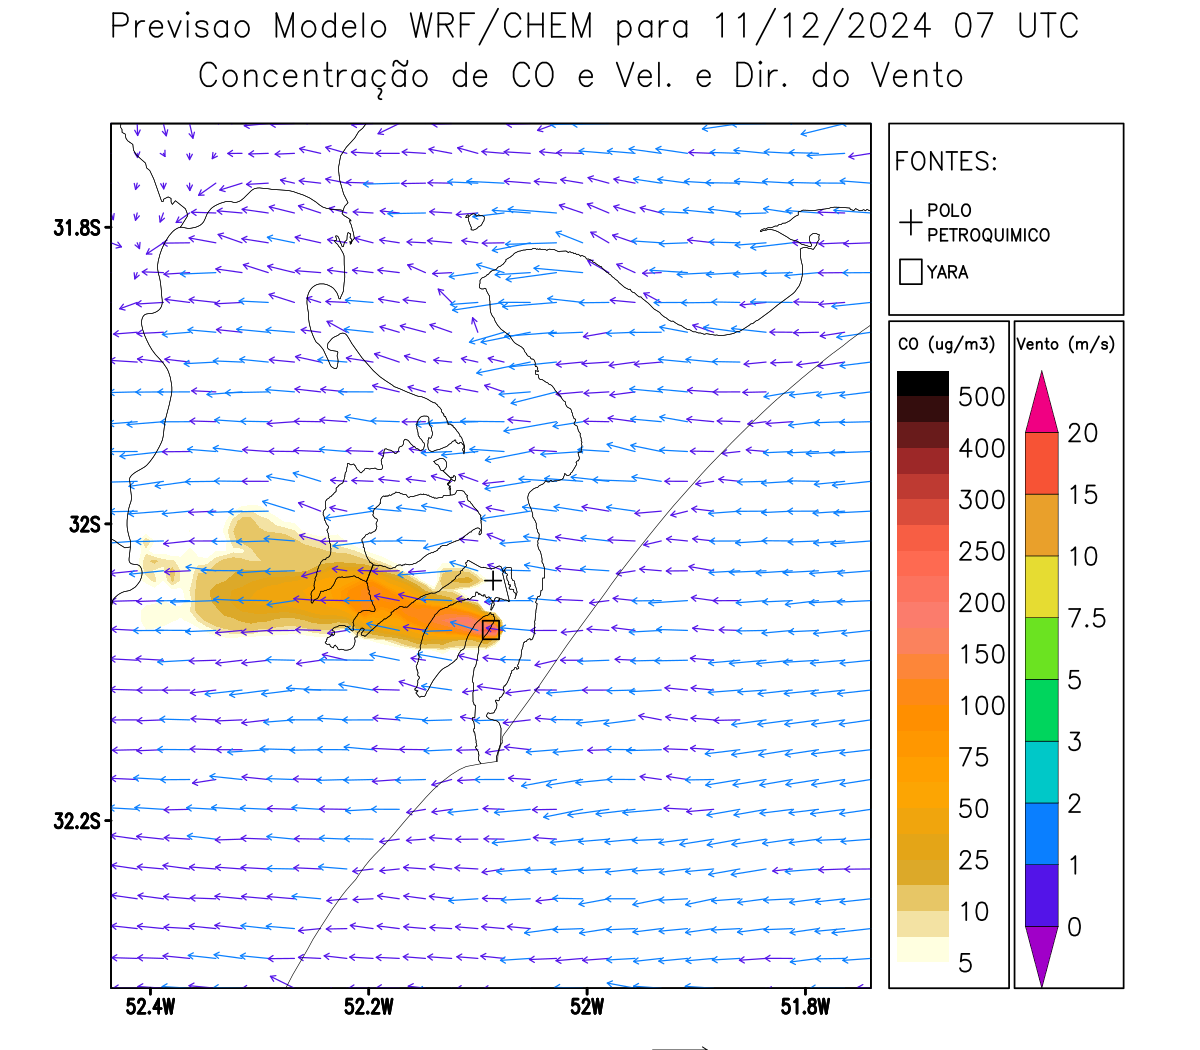 Previsao Modelo WRF/CHEM para 11/12/2024 07 UTC
Concentração de CO e Vel. e Dir. do Vento
FONTES:
POLO
PETROQUIMICO
YARA
CO (ug/m3)
500
400
300
250
200
150
100
75
50
25
10
5
Vento (m/s)
20
15
10
7.5
5
3
2
1
0
31.8S
32S
32.2S
52.4W
52.2W
52W
51.8W